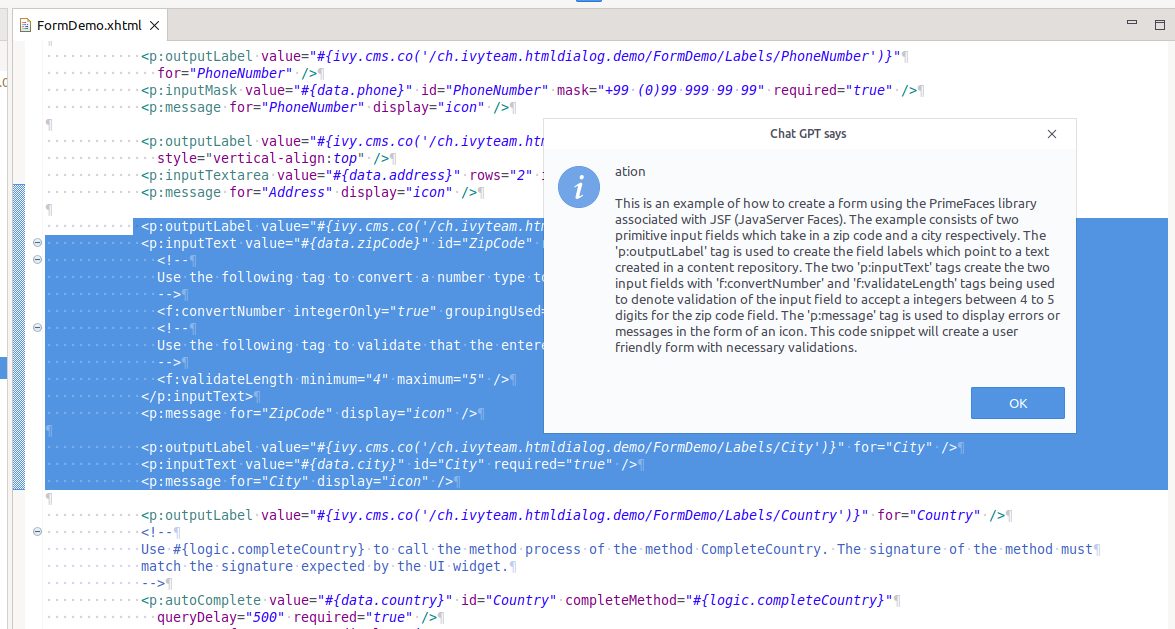 FormDemo.xhtml
<p:outputLabel value="#{ivy.cms.co('/ch.ivyteam.htmldialog.demo/FormDemo/Labels/PhoneNumber')}"¶
for="PhoneNumber" />¶
<p:inputMask value="#{data.phone}" id="PhoneNumber" mask="+99 (0)99 999 99 99" required="true" />¶
<p:message for="PhoneNumber" display="icon" />¶
¶
<p:outputLabel value="#{ivy.cms.co('/ch.ivyteam.htm
style="vertical-align:top" />¶
<p:inputTextarea value="#{data.address}" rows="2"
<p:message for="Address" display="icon" />¶
¶
<p:outputLabel value="#{ivy.cms.co('/ch.ivyteam.htm
<p:inputText value="#{data.zipCode}" id="ZipCode"
<!--¶
Use the following tag to convert a number type to
-->¶
<f:convertNumber integerOnly="true" groupingUsed=
<!--¶
Use the following tag to validate that the entere
-->¶
<f:validateLength minimum="4" maximum="5" />¶
</p:inputText>¶
<p:message for="ZipCode" display="icon" />¶
¶
<p:outputLabel value="#{ivy.cms.co('/ch.ivyteam.htmldialog.demo/FormDemo/Labels/City')}" for="City" />¶
<p:inputText value="#{data.city}" id="City" required="true" />¶
<p:message for="City" display="icon" />¶
¶
<p:outputLabel value="#{ivy.cms.co('/ch.ivyteam.htmldialog.demo/FormDemo/Labels/Country')}" for="Country" />¶
<!--¶
Use #{logic.completeCountry} to call the method process of the method CompleteCountry. The signature of the method must¶
match the signature expected by the UI widget.¶
-->¶
<p:autoComplete value="#{data.country}" id="Country" completeMethod="#{logic.completeCountry}"¶
queryDelay="500" required="true" />¶
Chat GPT says
ation
This is an example of how to create a form using the PrimeFaces library
associated with JSF (JavaServer Faces). The example consists of two
primitive input fields which take in a zip code and a city respectively. The
'p:outputLabel' tag is used to create the field labels which point to a text
created in a content repository. The two 'p:inputText' tags create the two
input fields with 'f:convertNumber' and 'f:validateLength' tags being used
to denote validation of the input field to accept a integers between 4 to 5
digits for the zip code field. The 'p:message' tag is used to display errors or
messages in the form of an icon. This code snippet will create a user
friendly form with necessary validations.
OK